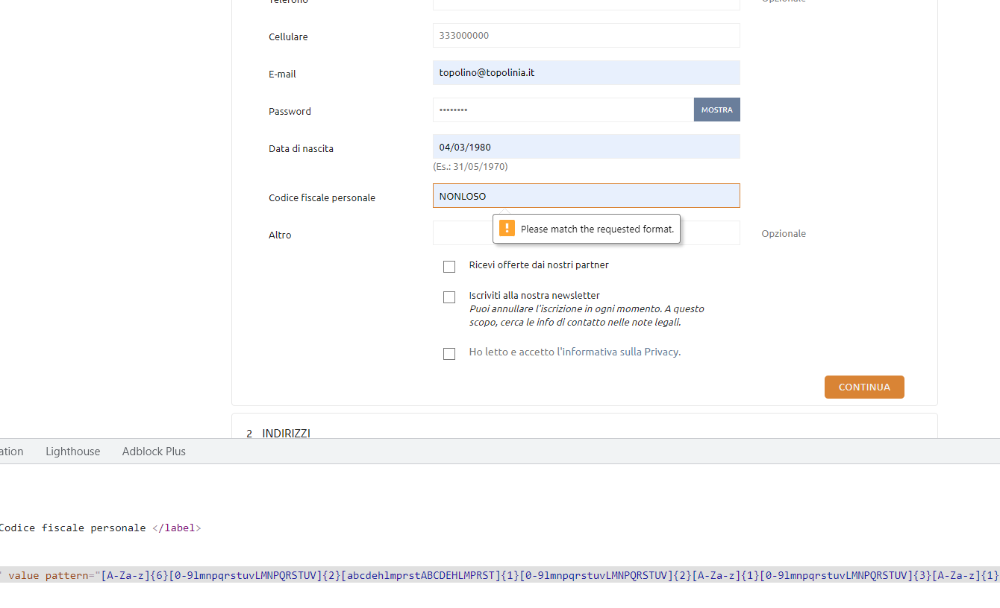 Telefono
Opzionale
Cellulare
333000000
E-mail
topolino@topolinia.it
Password
••••••••
MOSTRA
Data di nascita
04/03/1980
(Es.: 31/05/1970)
Codice fiscale personale
NONLOSO
Please match the requested format.
Altro
Opzionale
Ricevi offerte dai nostri partner
Iscriviti alla nostra newsletter
Puoi annullare l'iscrizione in ogni momento. A questo
scopo, cerca le info di contatto nelle note legali.
Ho letto e accetto l'informativa sulla Privacy.
CONTINUA
2 INDIRIZZI
ation Lighthouse Adblock Plus
Codice fiscale personale </label>
" value pattern="[A-Za-z]{6}[0-9lmnpqrstuvLMNPQRSTUV]{2}[abcdehlmprstABCDEHLMPRST]{1}[0-9lmnpqrstuvLMNPQRSTUV]{2}[A-Za-z]{1}[0-9lmnpqrstuvLMNPQRSTUV]{3}[A-Za-z]{1}